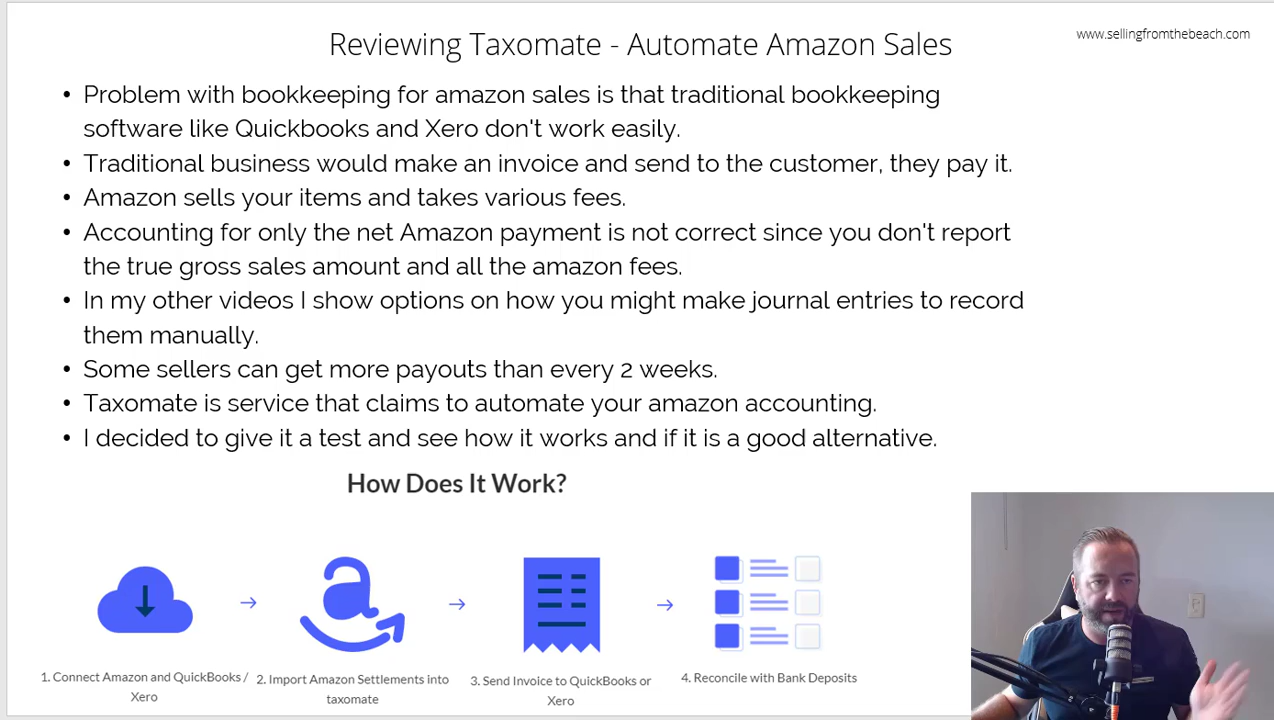 www.sellingfromthebeach.com
Reviewing Taxomate - Automate Amazon Sales
• Problem with bookkeeping for amazon sales is that traditional bookkeeping
software like Quickbooks and Xero don't work easily.
• Traditional business would make an invoice and send to the customer, they pay it.
• Amazon sells your items and takes various fees.
• Accounting for only the net Amazon payment is not correct since you don't report
the true gross sales amount and all the amazon fees.
• In my other videos I show options on how you might make journal entries to record
them manually.
• Some sellers can get more payouts than every 2 weeks.
• Taxomate is service that claims to automate your amazon accounting.
• I decided to give it a test and see how it works and if it is a good alternative.
How Does It Work?
1. Connect Amazon and QuickBooks /
Xero
2. Import Amazon Settlements into
taxomate
3. Send Invoice to QuickBooks or
Xero
4. Reconcile with Bank Deposits